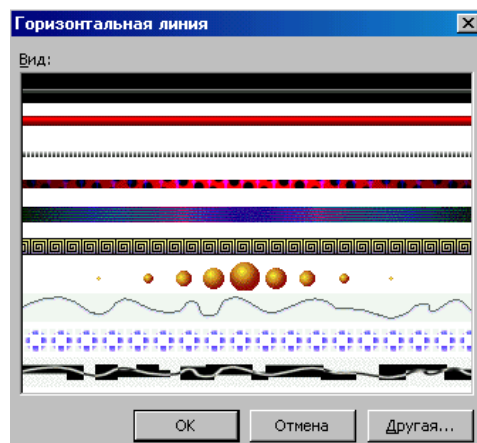 Горизонтальная линия
Вид:
OK
Отмена
Другая...